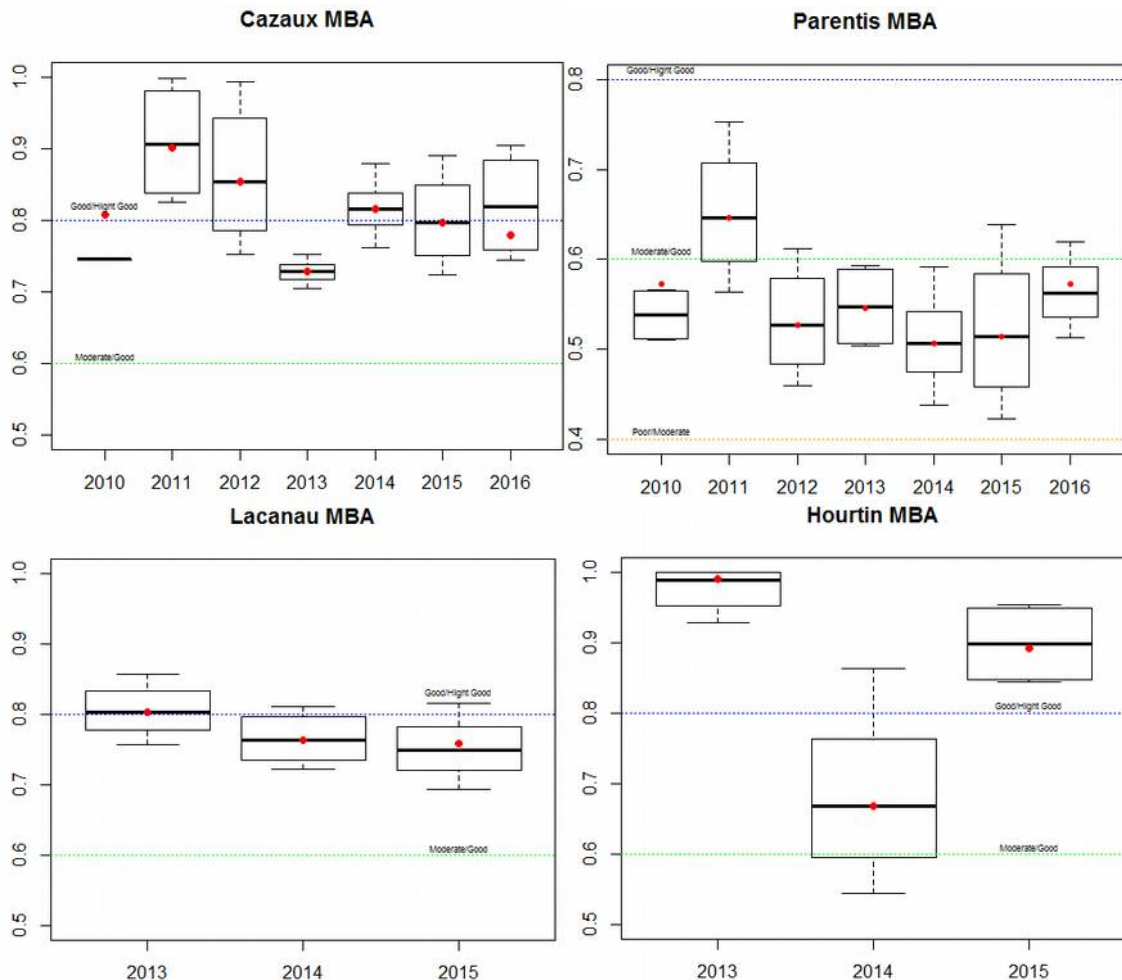 Cazaux MBA
1.0
0.9
0.8
0.7
0.6
0.5
Good/Hight Good
Moderate/Good
2010 2011 2012 2013 2014 2015 2016
Parentis MBA
0.8
0.7
0.6
0.5
0.4
Good/Hight Good
Moderate/Good
Poor/Moderate
2010 2011 2012 2013 2014 2015 2016
Lacanau MBA
1.0
0.9
0.8
0.7
0.6
0.5
Good/Hight Good
Moderate/Good
2013 2014 2015
Hourtin MBA
1.0
0.9
0.8
0.7
0.6
0.5
Good/Hight Good
Moderate/Good
2013 2014 2015